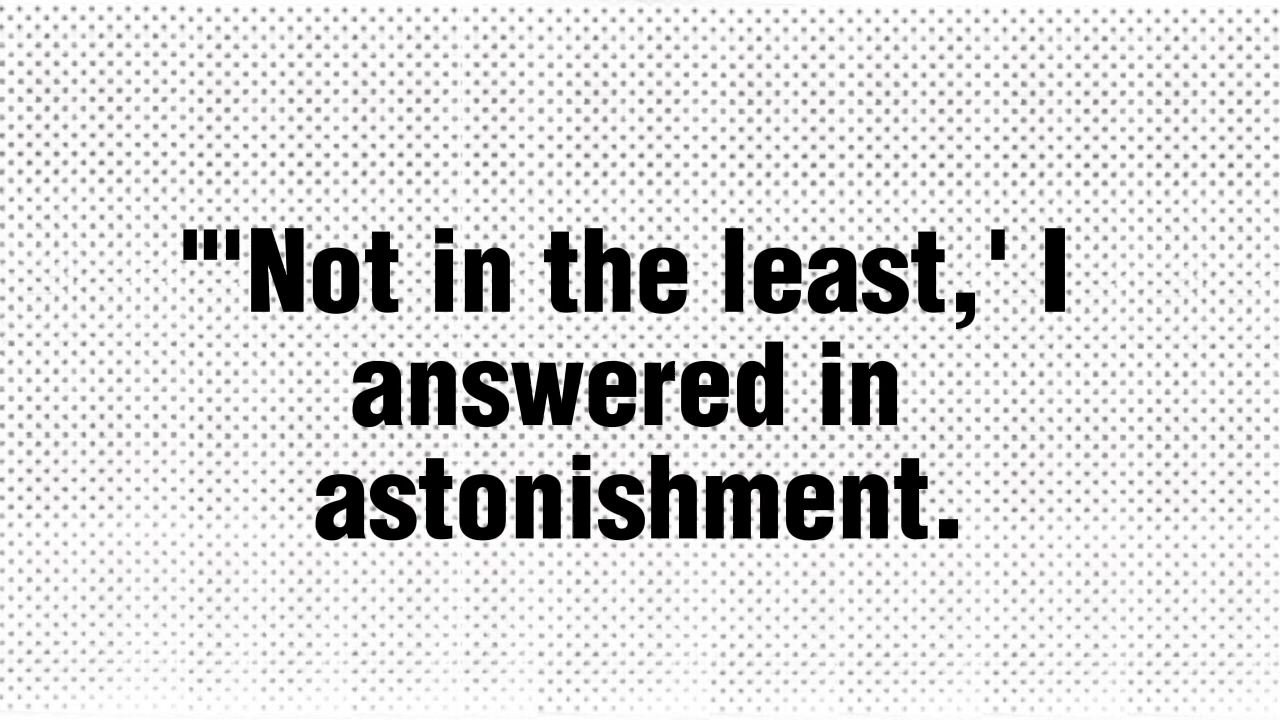 "'Not in the least,' I
answered in
astonishment.